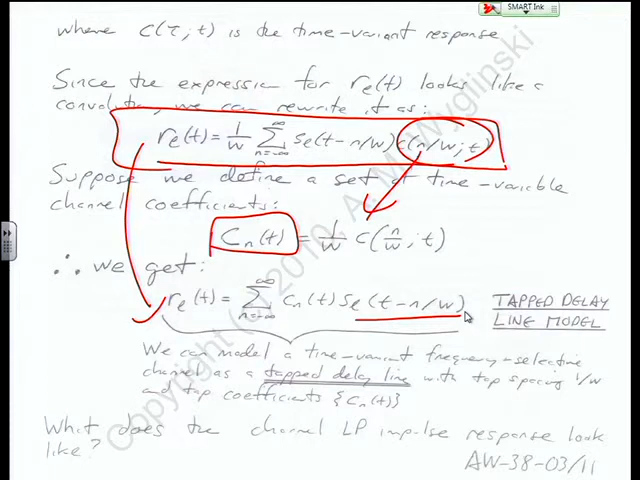 SMART Ink
where c(τ;t) is the time-variant response
Since the expression for rₑ(t) looks like a
convolution, we can rewrite it as:
rₑ(t) = 1/W ∑_{n=-∞}^{∞} sₑ(t-n/W) c(n/W;t)
Suppose we define a set of time-variable
channel coefficients:
Cₙ(t) = 1/W c(n/W;t)
∴ we get:
rₑ(t) = ∑_{n=-∞}^{∞} cₙ(t) sₑ(t-n/W)
TAPPED DELAY
LINE MODEL
We can model a time-variant frequency-selective
channel as a tapped delay line with tap spacing 1/W
and tap coefficients {cₙ(t)}
What does the channel LP impulse response look
like?
AW-38-03/11
copyright (c) 2010, A. M. Wyglinski